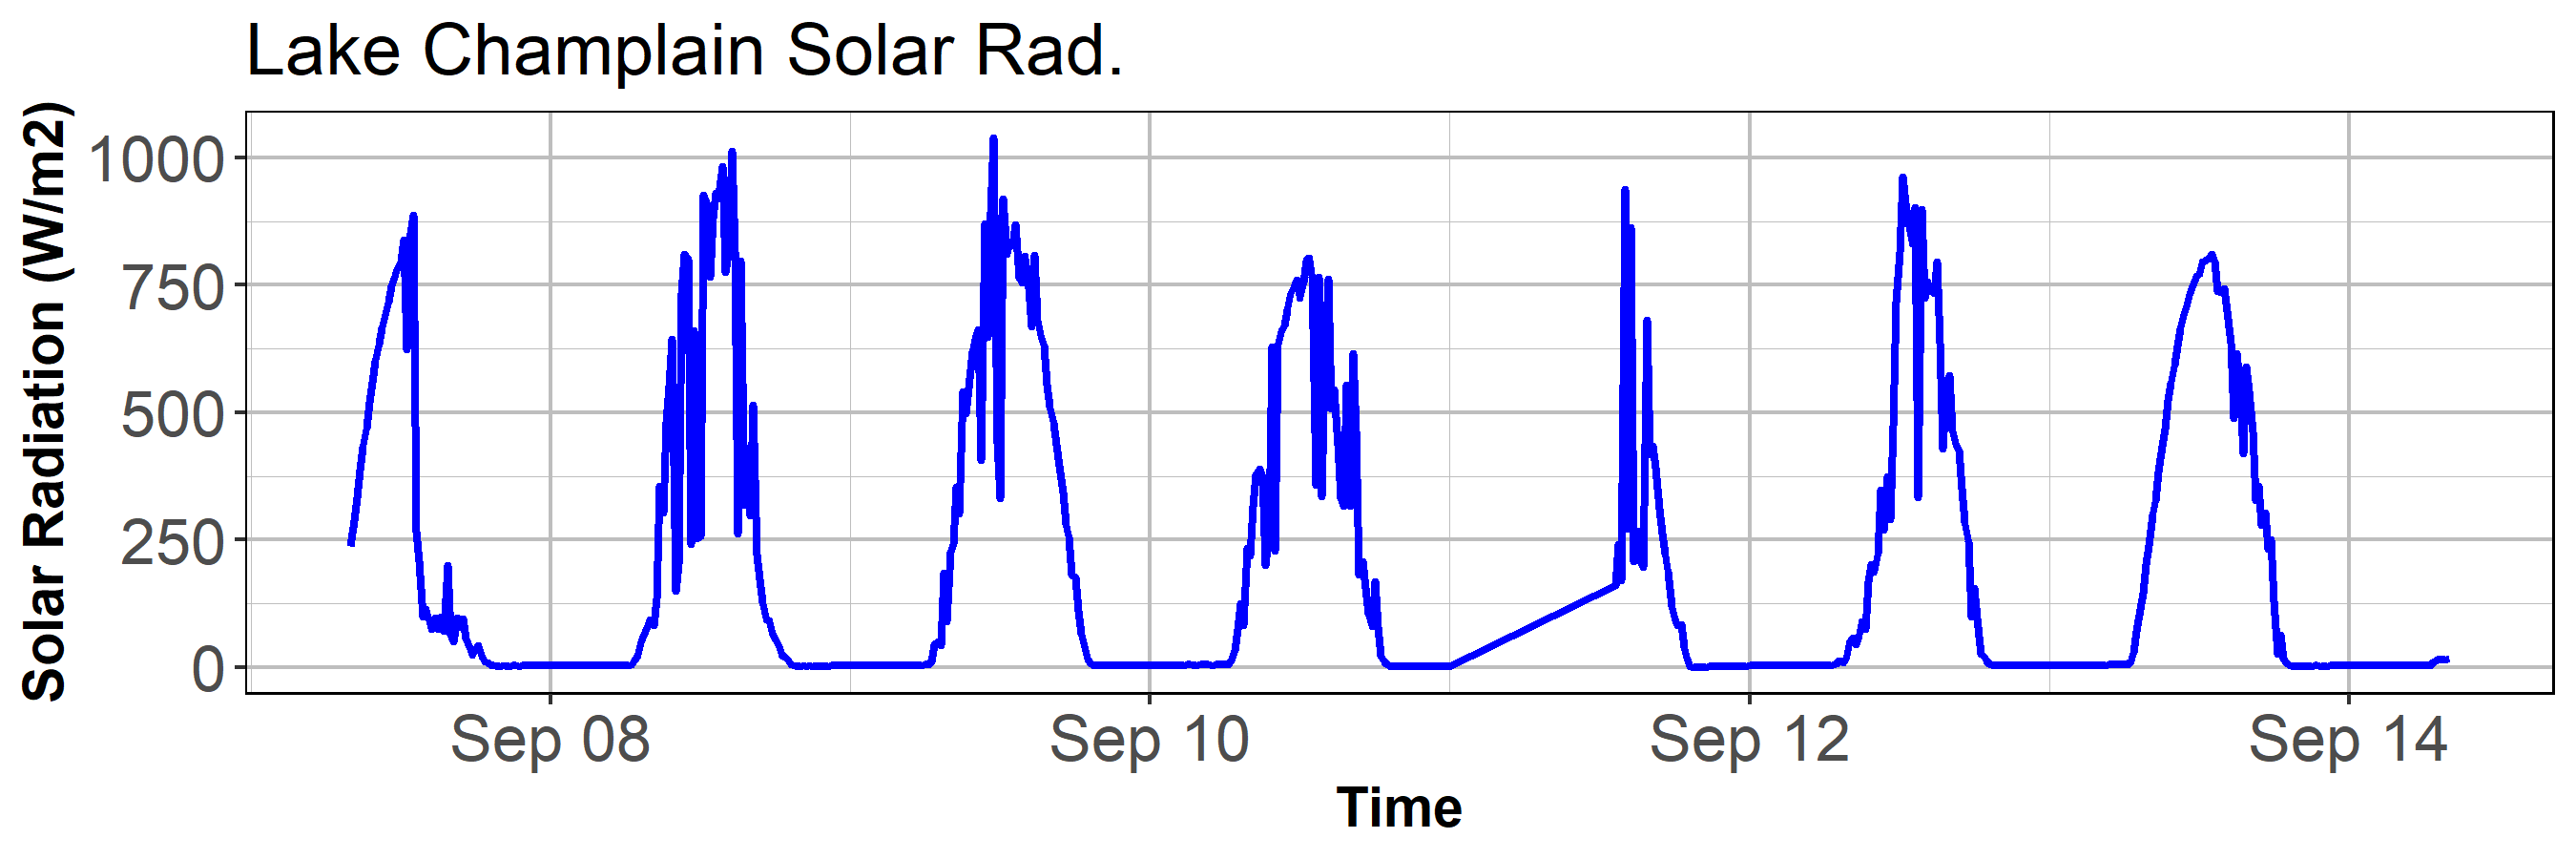 Lake Champlain Solar Rad.
Solar Radiation (W/m2)
1000
750
500
250
0
Sep 08
Sep 10
Sep 12
Sep 14
Time